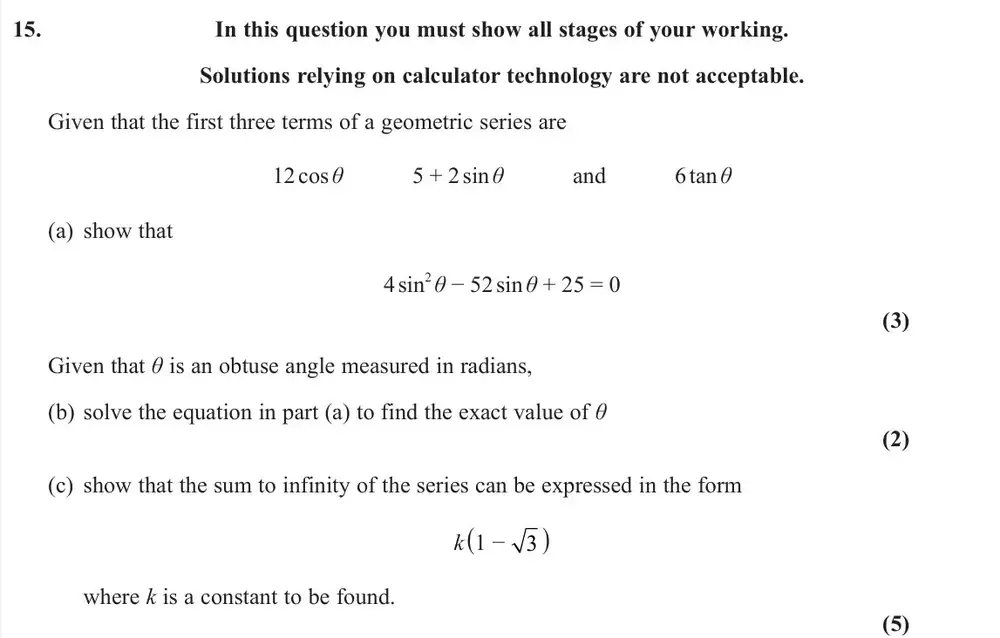 15. In this question you must show all stages of your working.
Solutions relying on calculator technology are not acceptable.
Given that the first three terms of a geometric series are
12 cos θ 5 + 2 sin θ and 6 tan θ
(a) show that
4 sin² θ − 52 sin θ + 25 = 0
(3)
Given that θ is an obtuse angle measured in radians,
(b) solve the equation in part (a) to find the exact value of θ
(2)
(c) show that the sum to infinity of the series can be expressed in the form
k(1 − √3)
where k is a constant to be found.
(5)